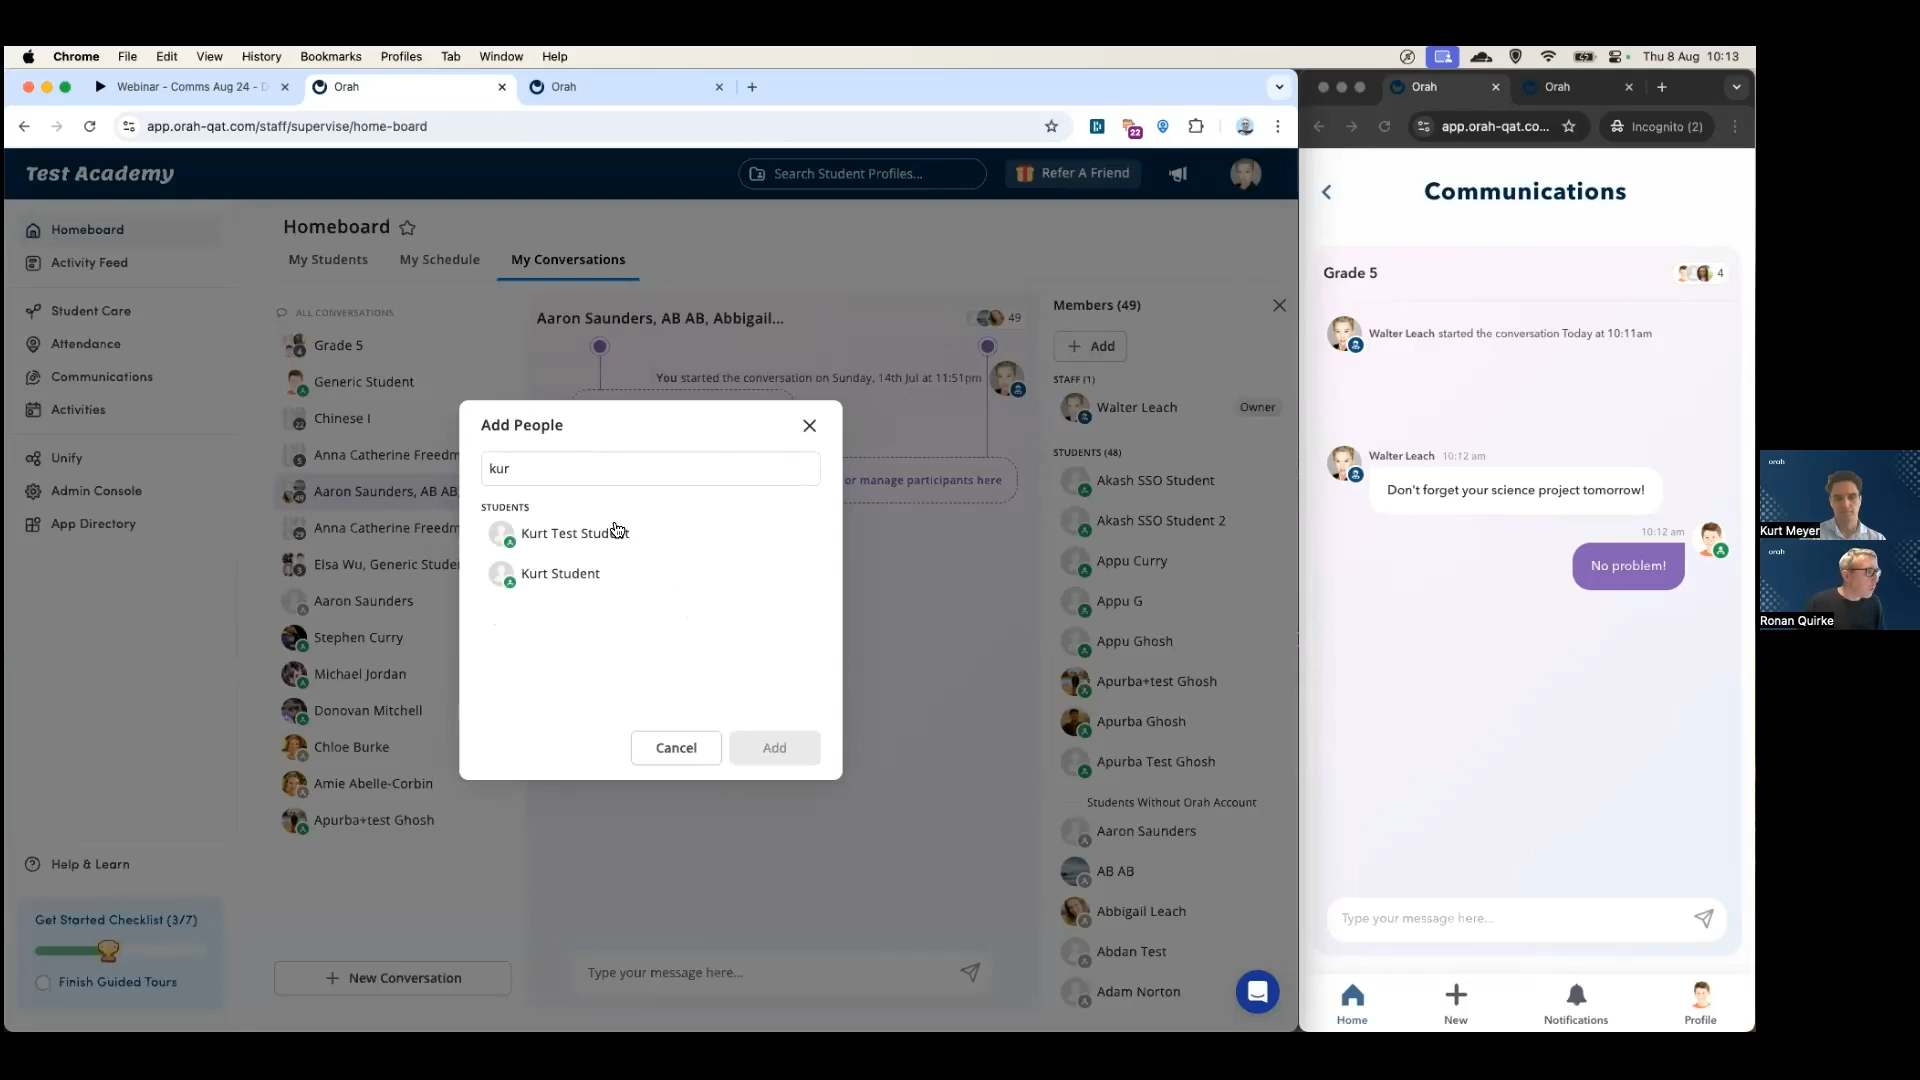 Chrome File Edit View History Bookmarks Profiles Tab Window Help
Thu 8 Aug 10:13
Webinar - Comms Aug 24 - D
Orah
Orah
app.orah-qat.com/staff/supervise/home-board
22
Test Academy
Search Student Profiles...
Refer A Friend
Homeboard
Activity Feed
Student Care
Attendance
Communications
Activities
Unify
Admin Console
Directory
Help & Learn
Get Started Checklist (3/7)
Finish Guided Tours
Homeboard
My Students
My Schedule
My Conversations
ALL CONVERSATIONS
Grade 5
4
Generic Student
Chinese I
22
Anna Catherine Freedm
5
Aaron Saunders, AB AB,
49
Anna Catherine Freedm
Elsa Wu, Generic Studen
3
Aaron Saunders
Stephen Curry
Michael Jordan
Donovan Mitchell
Chloe Burke
Amie Abelle-Corbin
Apurba+test Ghosh
New Conversation
Aaron Saunders, AB AB, Abbigail...
49
You started the conversation on Sunday, 14th Jul at 11:51pm
or manage participants here
Type your message here...
Add People
kur
STUDENTS
Kurt Test Student
Kurt Student
Cancel
Add
Members (49)
Add
STAFF (1)
Walter Leach
Owner
STUDENTS (48)
Akash SSO Student
Akash SSO Student 2
Appu Curry
Appu G
Appu Ghosh
Apurba+test Ghosh
Apurba Ghosh
Apurba Test Ghosh
Students Without Orah Account
Aaron Saunders
AB AB
Abbigail Leach
Abdan Test
Adam Norton
Orah
Orah
app.orah-qat.co...
Incognito (2)
Communications
Grade 5
4
Walter Leach started the conversation Today at 10:11am
Walter Leach 10:12 am
Don't forget your science project tomorrow!
10:12 am
No problem!
Type your message here...
Home
New
Notifications
Profile
orah
Kurt Meyer
orah
Ronan Quirke